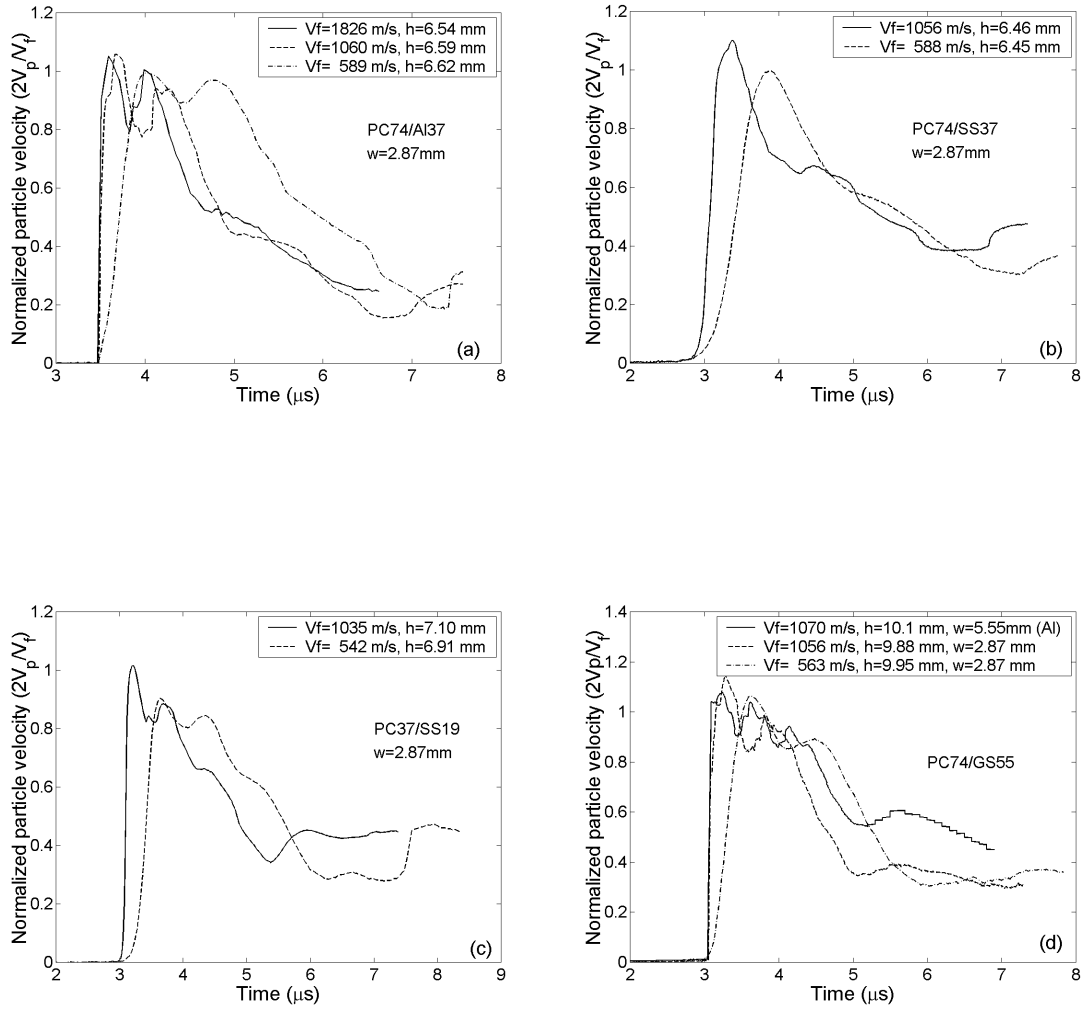 Vf=1826 m/s, h=6.54 mm
Vf=1060 m/s, h=6.59 mm
Vf= 589 m/s, h=6.62 mm
PC74/Al37
w=2.87mm
(a)
Normalized particle velocity (2Vp/Vf)
0
0.2
0.4
0.6
0.8
1
1.2
3
4
5
6
7
8
Time (μs)
Vf=1056 m/s, h=6.46 mm
Vf= 588 m/s, h=6.45 mm
PC74/SS37
w=2.87mm
(b)
Normalized particle velocity (2Vp/Vf)
0
0.2
0.4
0.6
0.8
1
1.2
2
3
4
5
6
7
8
Time (μs)
Vf=1035 m/s, h=7.10 mm
Vf= 542 m/s, h=6.91 mm
PC37/SS19
w=2.87mm
(c)
Normalized particle velocity (2Vp/Vf)
0
0.2
0.4
0.6
0.8
1
1.2
2
3
4
5
6
7
8
9
Time (μs)
Vf=1070 m/s, h=10.1 mm, w=5.55mm (Al)
Vf=1056 m/s, h=9.88 mm, w=2.87 mm
Vf= 563 m/s, h=9.95 mm, w=2.87 mm
PC74/GS55
(d)
Normalized particle velocity (2Vp/Vf)
0
0.2
0.4
0.6
0.8
1
1.2
1.4
2
3
4
5
6
7
8
Time (μs)